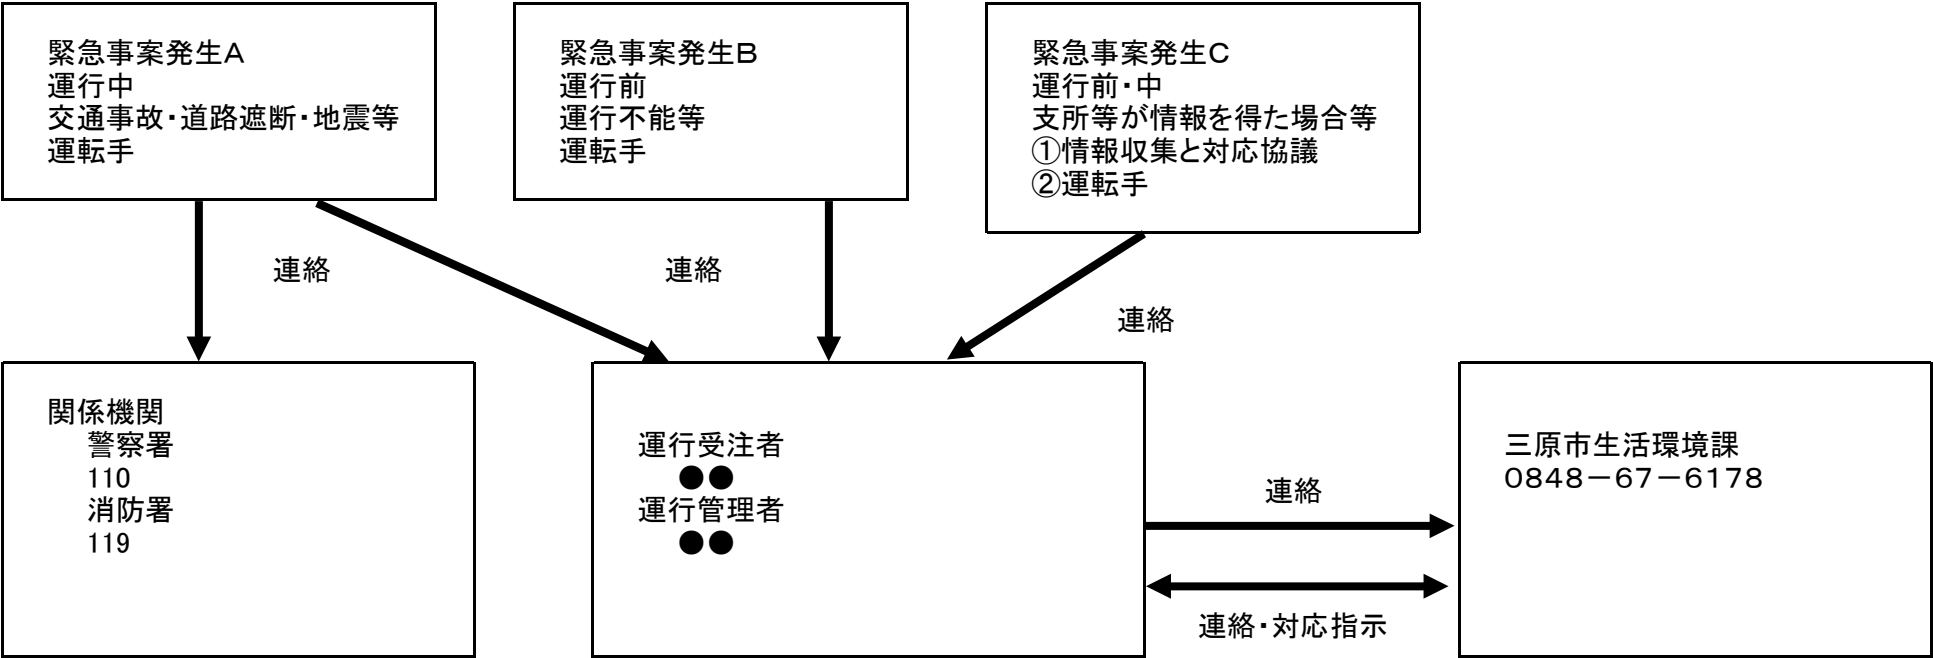 緊急事案発生A
運行中
交通事故・道路遮断・地震等
運転手
緊急事案発生B
運行前
運行不能等
運転手
緊急事案発生C
運行前・中
支所等が情報を得た場合等
①情報収集と対応協議
②運転手
連絡
連絡
連絡
関係機関
警察署
110
消防署
119
運行受注者
●●
運行管理者
●●
連絡
連絡・対応指示
三原市生活環境課
0848－67－6178